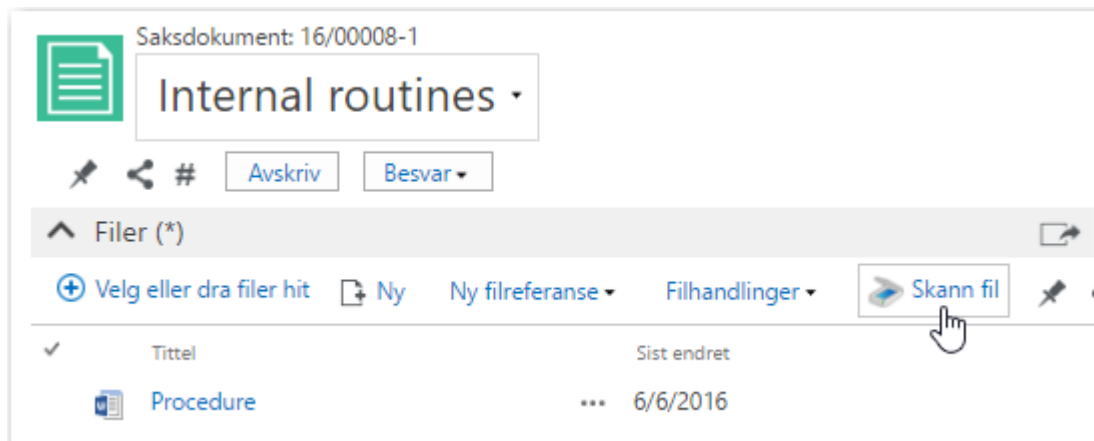 Saksdokument: 16/00008-1
Internal routines
# Avskriv Besvar
Filer (*)
Velg eller dra filer hit Ny Ny filreferanse Filhandlinger Skann fil
Tittel Sist endret
Procedure ... 6/6/2016